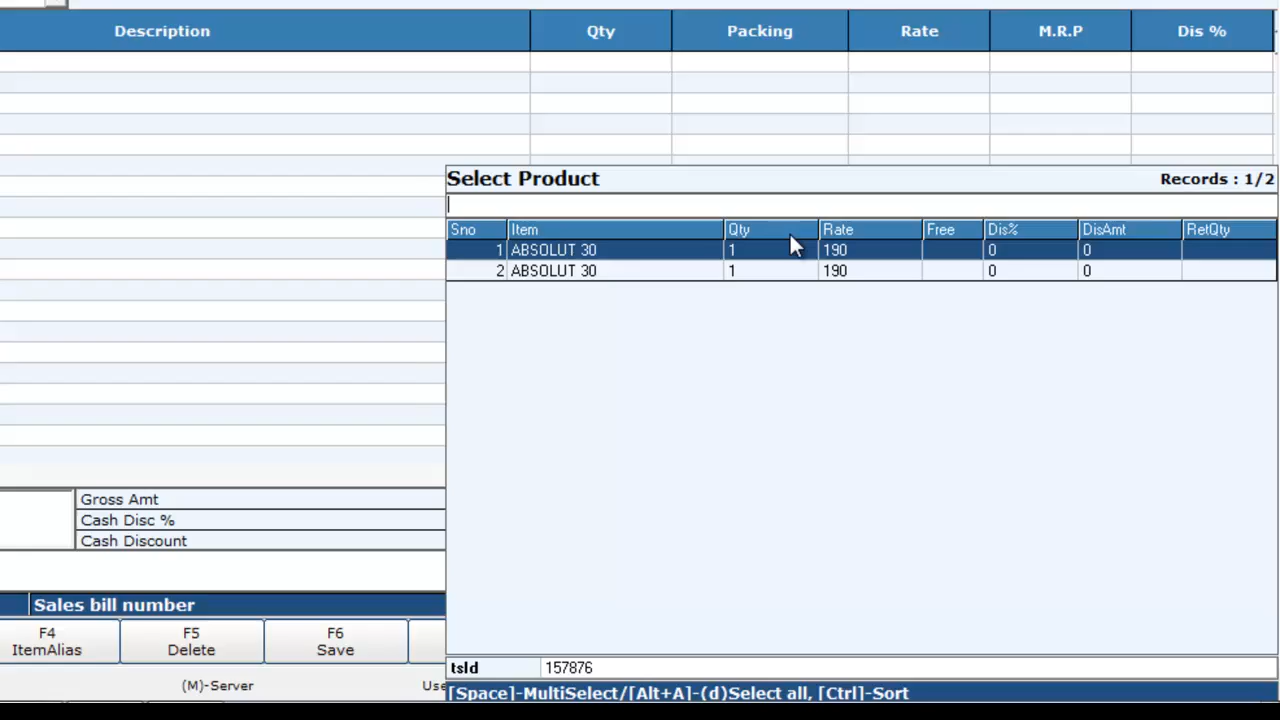 Description Qty Packing Rate M.R.P Dis %
Select Product Records : 1/2
Sno Item Qty Rate Free Dis% DisAmt RetQty
1 ABSOLUT 30 1 190 0 0
2 ABSOLUT 30 1 190 0 0
Gross Amt
Cash Disc %
Cash Discount
Sales bill number
F4 F5 F6
ItemAlias Delete Save
tsId 157876
(M)-Server Use
[Space]-MultiSelect/[Alt+A]-(d)Select all, [Ctrl]-Sort